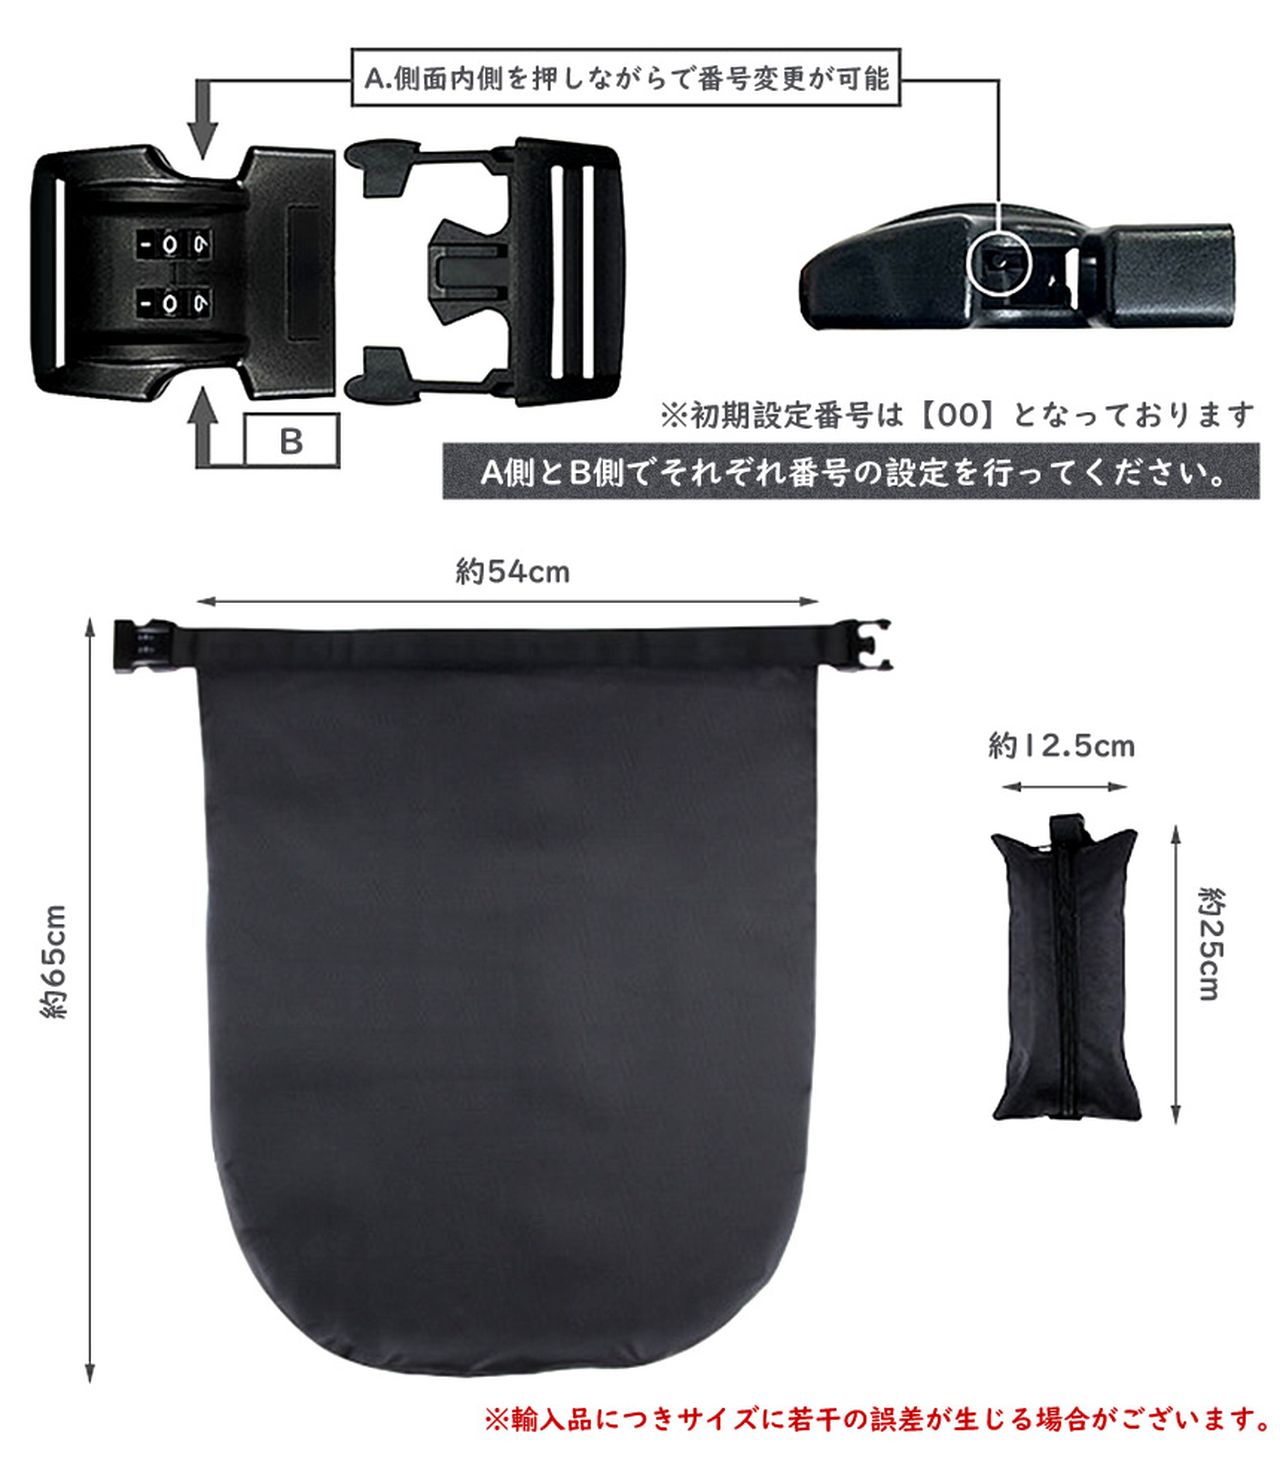 A.側面内側を押しながらで番号変更が可能
- 0 6
- 0 6
B
※初期設定番号は【00】となっております
A側とB側でそれぞれ番号の設定を行ってください。
約54cm
約65cm
約12.5cm
約25cm
※輸入品につきサイズに若干の誤差が生じる場合がございます。